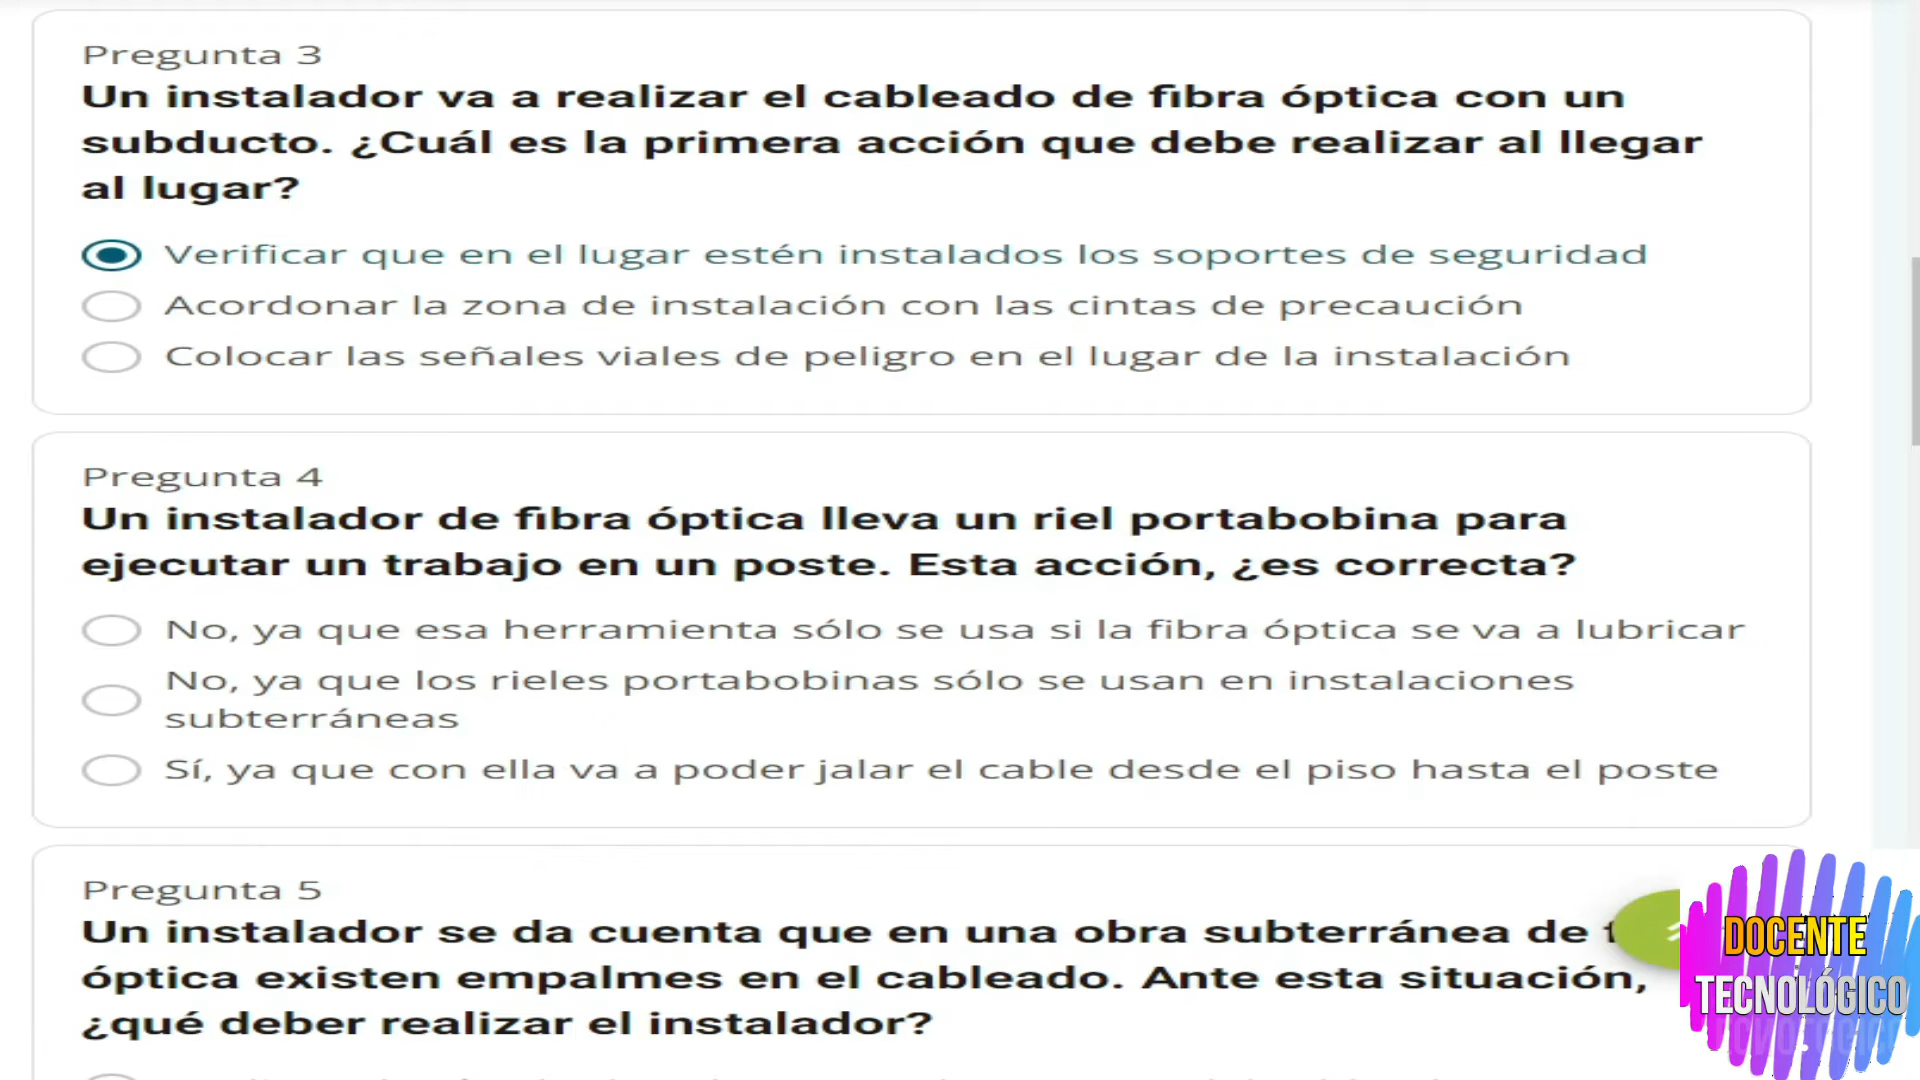 Pregunta 3
Un instalador va a realizar el cableado de fibra óptica con un
subducto. ¿Cuál es la primera acción que debe realizar al llegar
al lugar?
Verificar que en el lugar estén instalados los soportes de seguridad
Acordonar la zona de instalación con las cintas de precaución
Colocar las señales viales de peligro en el lugar de la instalación
Pregunta 4
Un instalador de fibra óptica lleva un riel portabobina para
ejecutar un trabajo en un poste. Esta acción, ¿es correcta?
No, ya que esa herramienta sólo se usa si la fibra óptica se va a lubricar
No, ya que los rieles portabobinas sólo se usan en instalaciones
subterráneas
Sí, ya que con ella va a poder jalar el cable desde el piso hasta el poste
Pregunta 5
Un instalador se da cuenta que en una obra subterránea de
óptica existen empalmes en el cableado. Ante esta situación,
¿qué deber realizar el instalador?
DOCENTE
TECNOLÓGICO